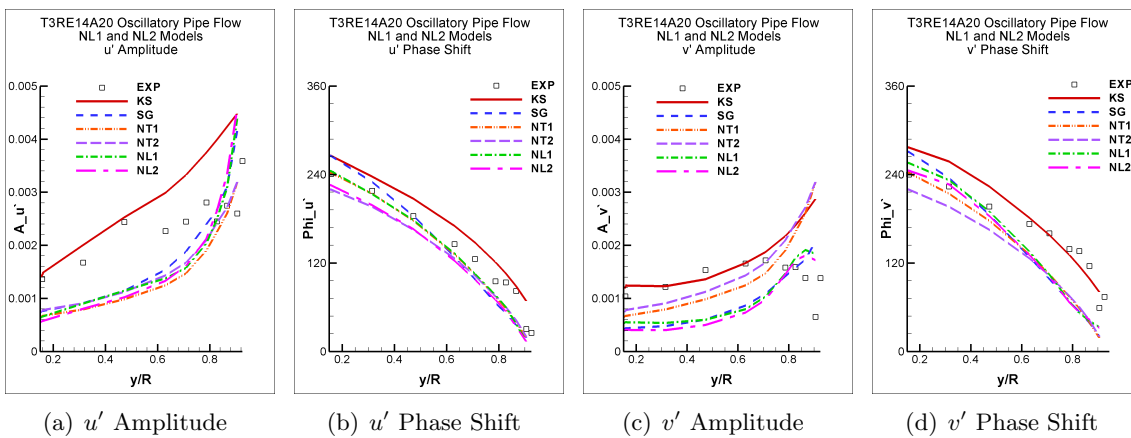 T3RE14A20 Oscillatory Pipe Flow
NL1 and NL2 Models
u' Amplitude
0.005
0.004
0.003
0.002
0.001
0
A_u`
0.2
0.4
0.6
0.8
y/R
EXP
KS
SG
NT1
NT2
NL1
NL2
(a) u′ Amplitude
T3RE14A20 Oscillatory Pipe Flow
NL1 and NL2 Models
u' Phase Shift
360
240
120
0
Phi_u`
0.2
0.4
0.6
0.8
y/R
EXP
KS
SG
NT1
NT2
NL1
NL2
(b) u′ Phase Shift
T3RE14A20 Oscillatory Pipe Flow
NL1 and NL2 Models
v' Amplitude
0.005
0.004
0.003
0.002
0.001
0
A_v`
0.2
0.4
0.6
0.8
y/R
EXP
KS
SG
NT1
NT2
NL1
NL2
(c) v′ Amplitude
T3RE14A20 Oscillatory Pipe Flow
NL1 and NL2 Models
v' Phase Shift
360
240
120
0
Phi_v`
0.2
0.4
0.6
0.8
y/R
EXP
KS
SG
NT1
NT2
NL1
NL2
(d) v′ Phase Shift